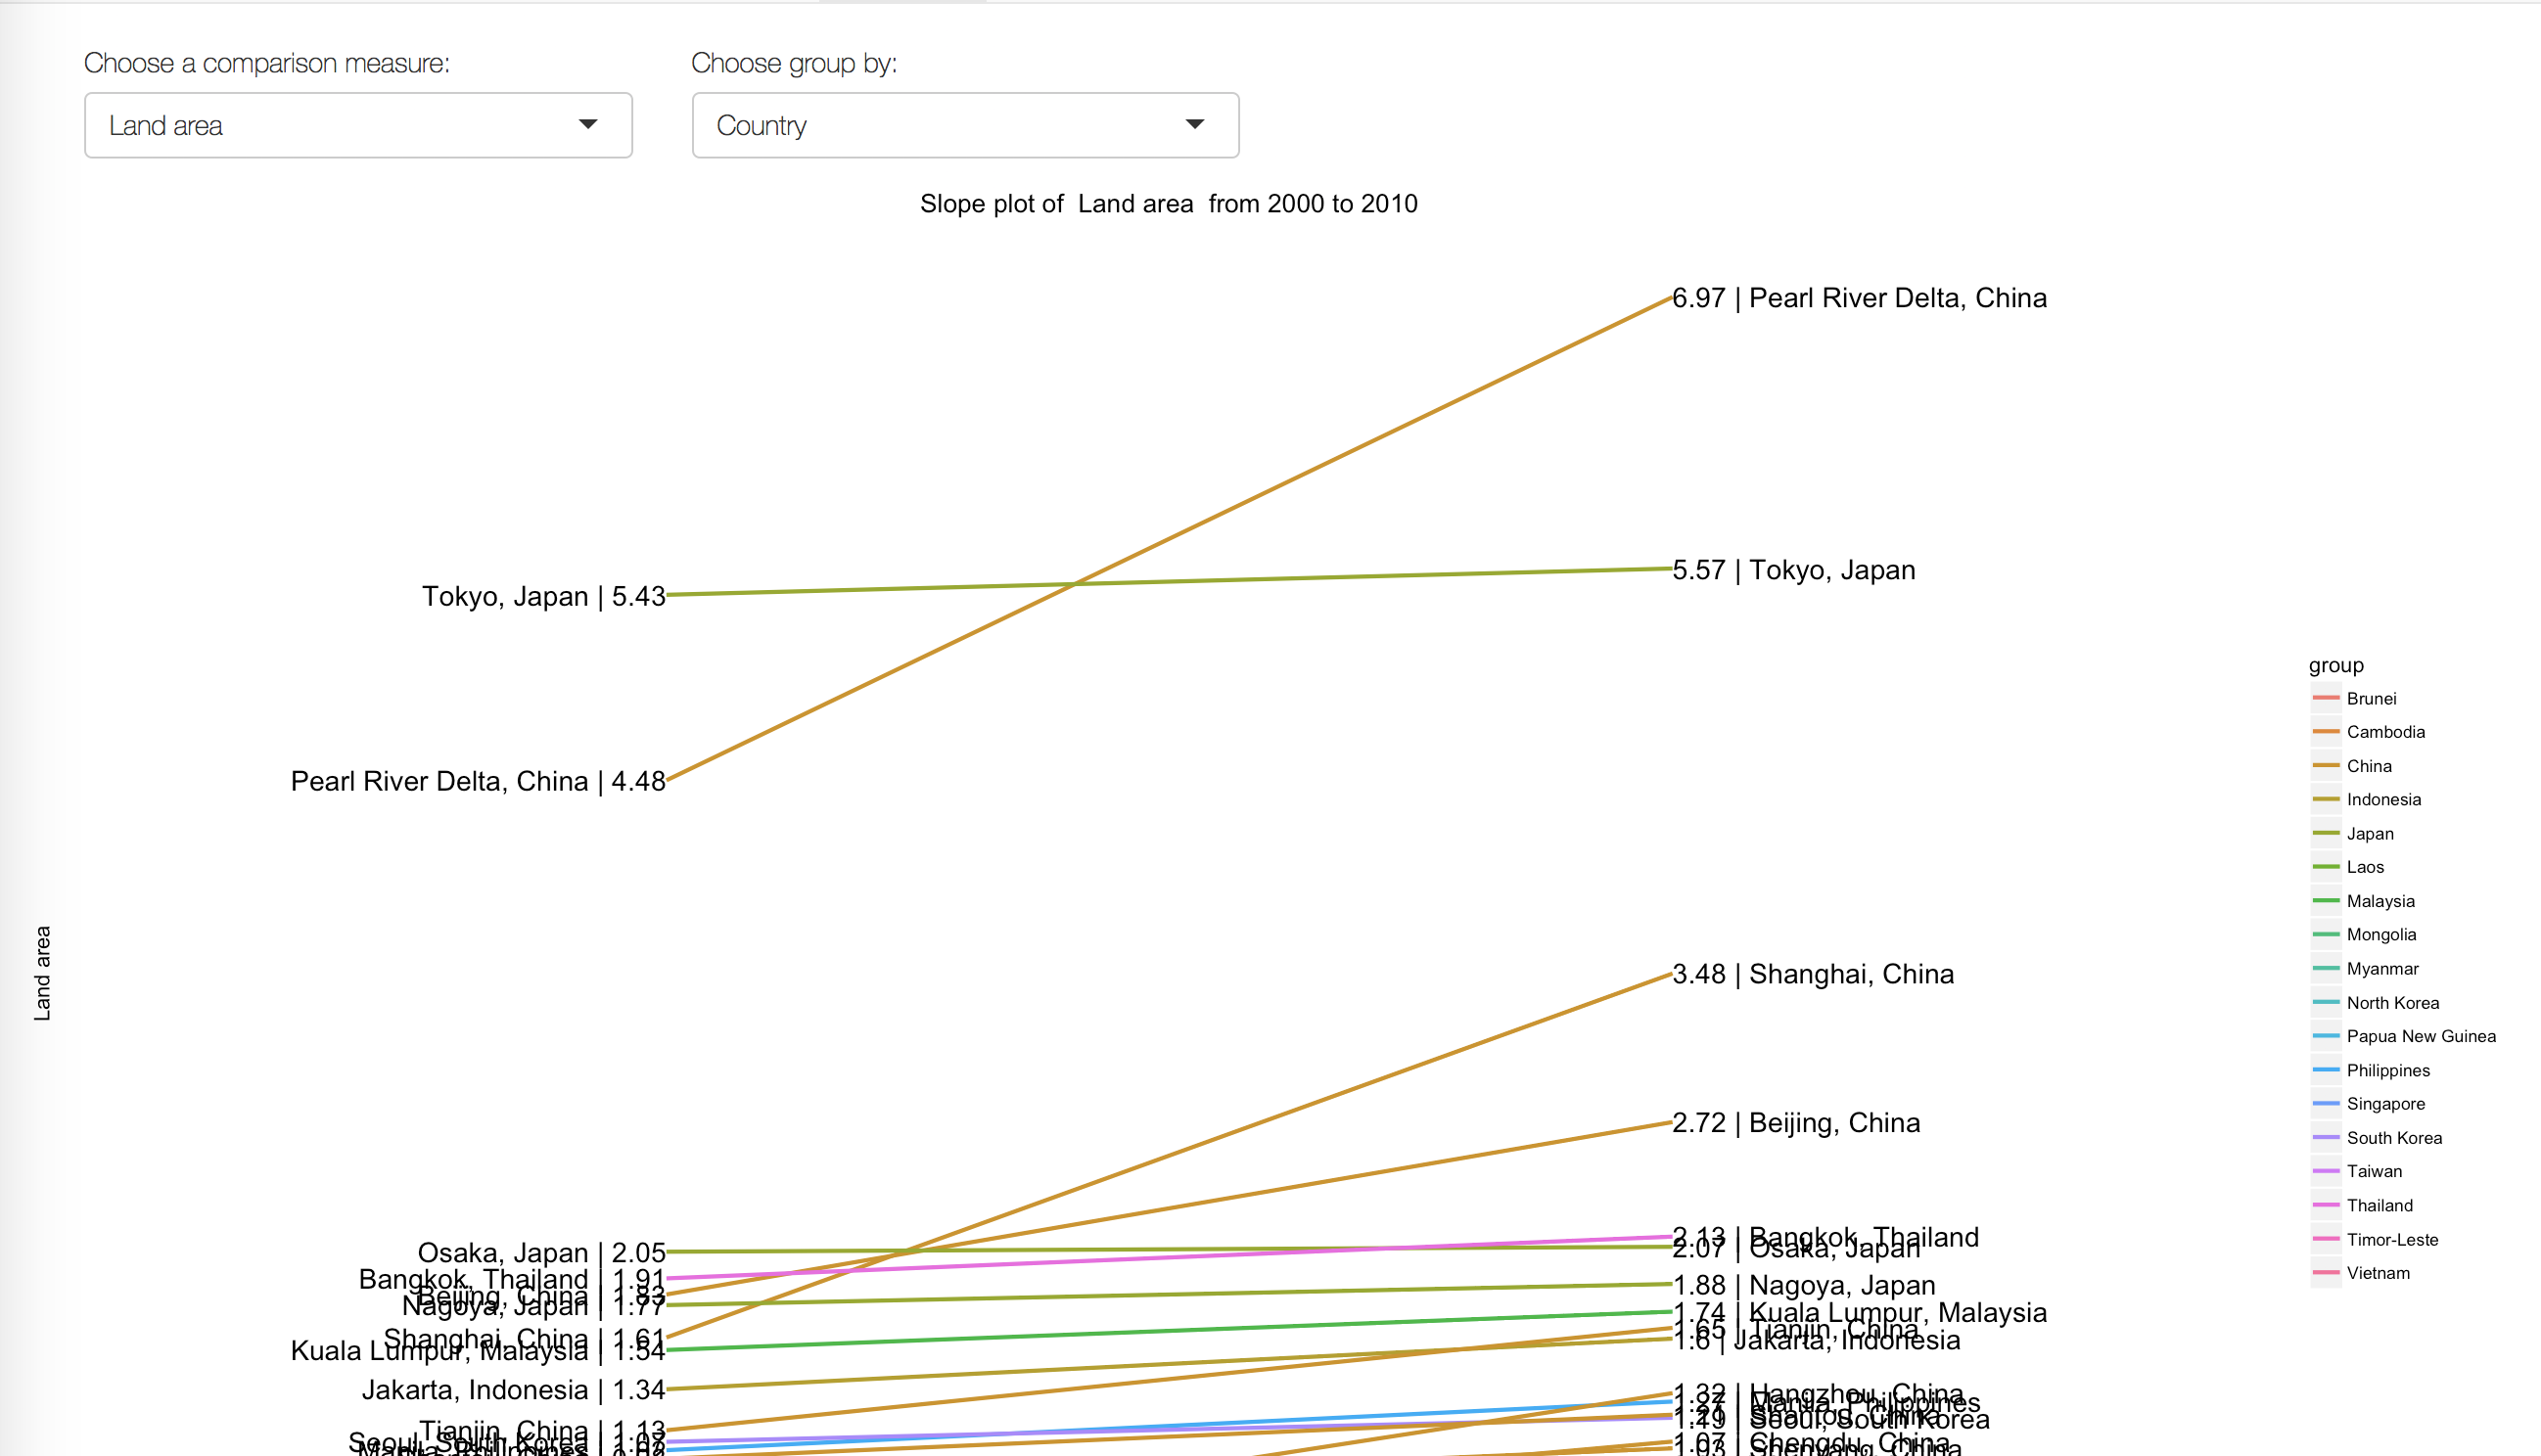 Choose a comparison measure:
Choose group by:
Land area
Country
Slope plot of  Land area  from 2000 to 2010
6.97 | Pearl River Delta, China
5.57 | Tokyo, Japan
Tokyo, Japan | 5.43
Pearl River Delta, China | 4.48
Land area
3.48 | Shanghai, China
2.72 | Beijing, China
2.13 | Bangkok, Thailand
2.07 | Osaka, Japan
1.88 | Nagoya, Japan
1.74 | Kuala Lumpur, Malaysia
1.65 | Tianjin, China
1.6 | Jakarta, Indonesia
1.32 | Hangzhou, China
1.27 | Manila, Philippines
Shantou, China
1.19 | Seoul, South Korea
1.07 | Chengdu, China
1.03 | Shenyang, China
Osaka, Japan | 2.05
Bangkok, Thailand | 1.91
Beijing, China | 1.83
Nagoya, Japan | 1.77
Shanghai, China | 1.61
Kuala Lumpur, Malaysia | 1.54
Jakarta, Indonesia | 1.34
Tianjin, China | 1.13
Seoul, South Korea | 1.07
Manila, Philippines
group
Brunei
Cambodia
China
Indonesia
Japan
Laos
Malaysia
Mongolia
Myanmar
North Korea
Papua New Guinea
Philippines
Singapore
South Korea
Taiwan
Thailand
Timor-Leste
Vietnam